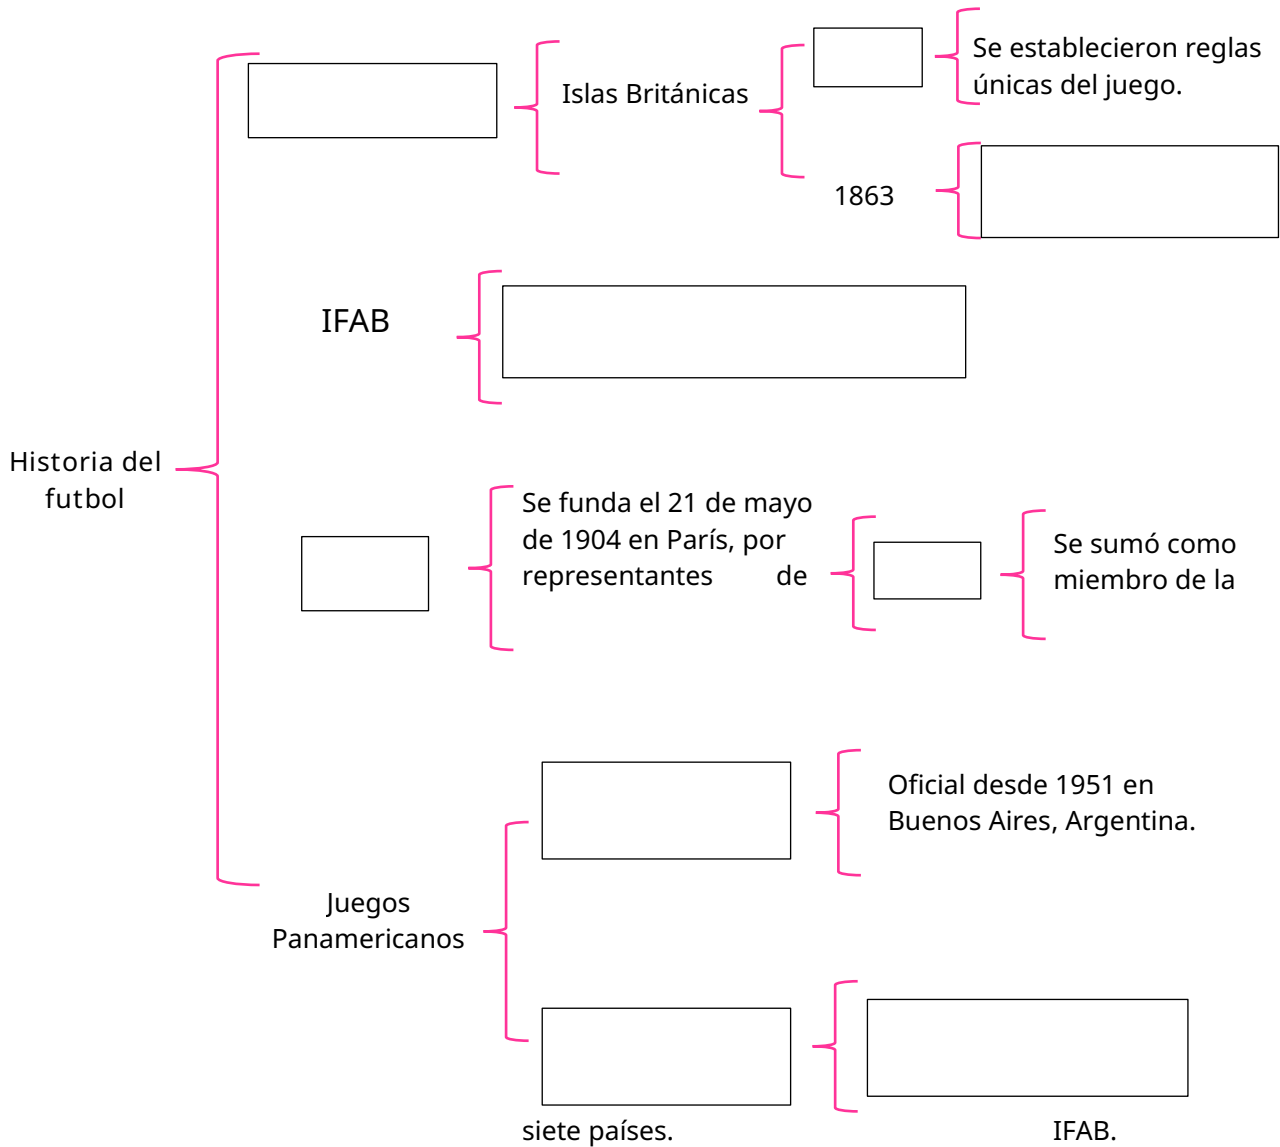 Se establecieron reglas
únicas del juego.
Islas Británicas
1863
IFAB
Historia del
futbol
Se funda el 21 de mayo
de 1904 en París, por
representantes de
Se sumó como
miembro de la
Oficial desde 1951 en
Buenos Aires, Argentina.
Juegos
Panamericanos
siete países.
IFAB.